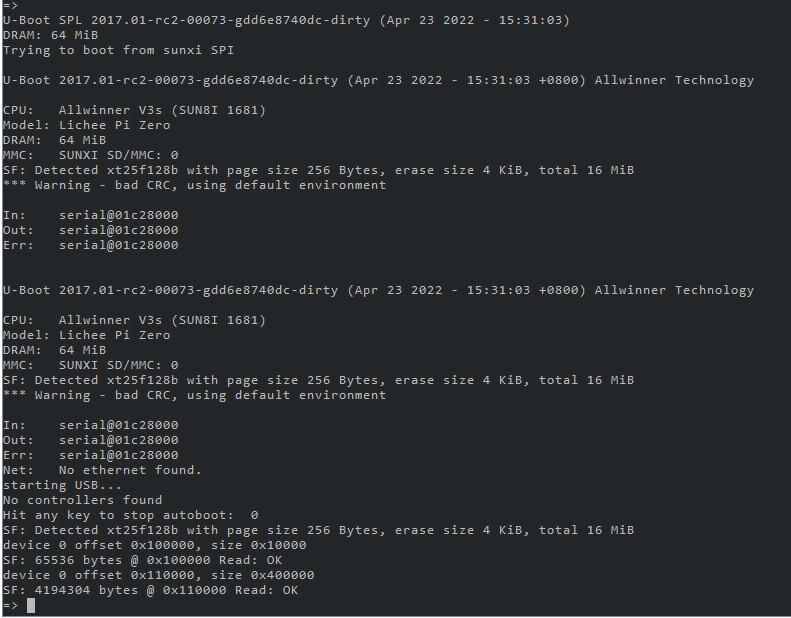 =>
U-Boot SPL 2017.01-rc2-00073-gdd6e8740dc-dirty (Apr 23 2022 - 15:31:03)
DRAM: 64 MiB
Trying to boot from sunxi SPI
U-Boot 2017.01-rc2-00073-gdd6e8740dc-dirty (Apr 23 2022 - 15:31:03 +0800) Allwinner Technology
CPU:   Allwinner V3s (SUN8I 1681)
Model: Lichee Pi Zero
DRAM:  64 MiB
MMC:   SUNXI SD/MMC: 0
SF: Detected xt25f128b with page size 256 Bytes, erase size 4 KiB, total 16 MiB
*** Warning - bad CRC, using default environment
In:    serial@01c28000
Out:   serial@01c28000
Err:   serial@01c28000
U-Boot 2017.01-rc2-00073-gdd6e8740dc-dirty (Apr 23 2022 - 15:31:03 +0800) Allwinner Technology
CPU:   Allwinner V3s (SUN8I 1681)
Model: Lichee Pi Zero
DRAM:  64 MiB
MMC:   SUNXI SD/MMC: 0
SF: Detected xt25f128b with page size 256 Bytes, erase size 4 KiB, total 16 MiB
*** Warning - bad CRC, using default environment
In:    serial@01c28000
Out:   serial@01c28000
Err:   serial@01c28000
Net:   No ethernet found.
starting USB...
No controllers found
Hit any key to stop autoboot:  0
SF: Detected xt25f128b with page size 256 Bytes, erase size 4 KiB, total 16 MiB
device 0 offset 0x100000, size 0x10000
SF: 65536 bytes @ 0x100000 Read: OK
device 0 offset 0x110000, size 0x400000
SF: 4194304 bytes @ 0x110000 Read: OK
=>